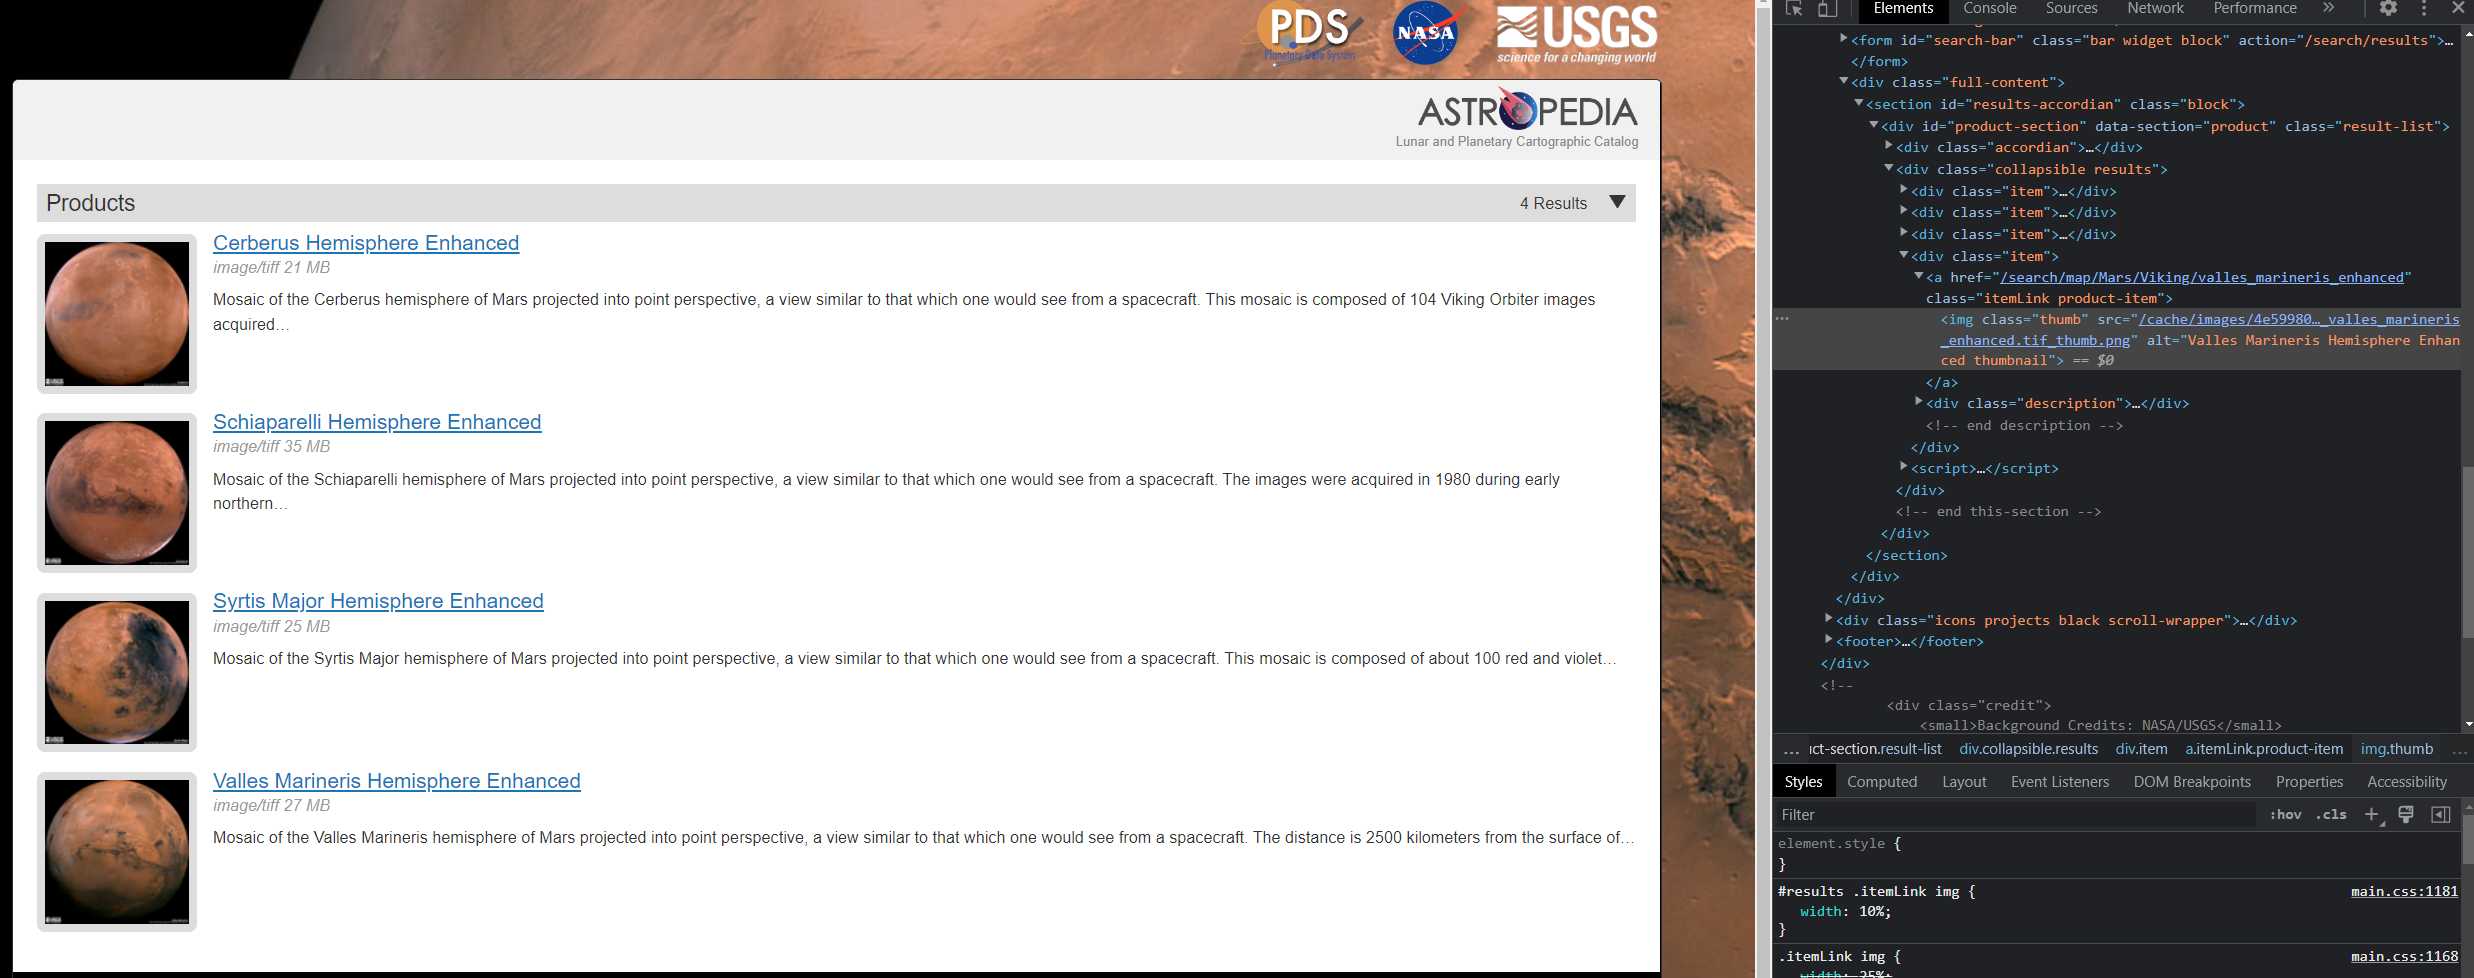 PDS
Planetary Data System
NASA
USGS
science for a changing world
ASTROPEDIA
Lunar and Planetary Cartographic Catalog
Products
4 Results
Cerberus Hemisphere Enhanced
image/tiff 21 MB
Mosaic of the Cerberus hemisphere of Mars projected into point perspective, a view similar to that which one would see from a spacecraft. This mosaic is composed of 104 Viking Orbiter images
acquired…
Schiaparelli Hemisphere Enhanced
image/tiff 35 MB
Mosaic of the Schiaparelli hemisphere of Mars projected into point perspective, a view similar to that which one would see from a spacecraft. The images were acquired in 1980 during early
northern…
Syrtis Major Hemisphere Enhanced
image/tiff 25 MB
Mosaic of the Syrtis Major hemisphere of Mars projected into point perspective, a view similar to that which one would see from a spacecraft. This mosaic is composed of about 100 red and violet…
Valles Marineris Hemisphere Enhanced
image/tiff 27 MB
Mosaic of the Valles Marineris hemisphere of Mars projected into point perspective, a view similar to that which one would see from a spacecraft. The distance is 2500 kilometers from the surface of…
Elements Console Sources Network Performance »
<form id="search-bar" class="bar widget block" action="/search/results">…
</form>
<div class="full-content">
<section id="results-accordian" class="block">
<div id="product-section" data-section="product" class="result-list">
<div class="accordian">…</div>
<div class="collapsible results">
<div class="item">…</div>
<div class="item">…</div>
<div class="item">…</div>
<div class="item">
<a href="/search/map/Mars/Viking/valles_marineris_enhanced"
class="itemLink product-item">
<img class="thumb" src="/cache/images/4e59980…_valles_marineris
_enhanced.tif_thumb.png" alt="Valles Marineris Hemisphere Enhan
ced thumbnail"> == $0
</a>
<div class="description">…</div>
<!-- end description -->
</div>
<script>…</script>
</div>
<!-- end this-section -->
</div>
</section>
</div>
</div>
<div class="icons projects black scroll-wrapper">…</div>
<footer>…</footer>
</div>
<!--
<div class="credit">
<small>Background Credits: NASA/USGS</small>
… uct-section.result-list div.collapsible.results div.item a.itemLink.product-item img.thumb …
Styles Computed Layout Event Listeners DOM Breakpoints Properties Accessibility
Filter :hov .cls +
element.style {
}
#results .itemLink img { main.css:1181
width: 10%;
}
.itemLink img { main.css:1168
width: 25%;